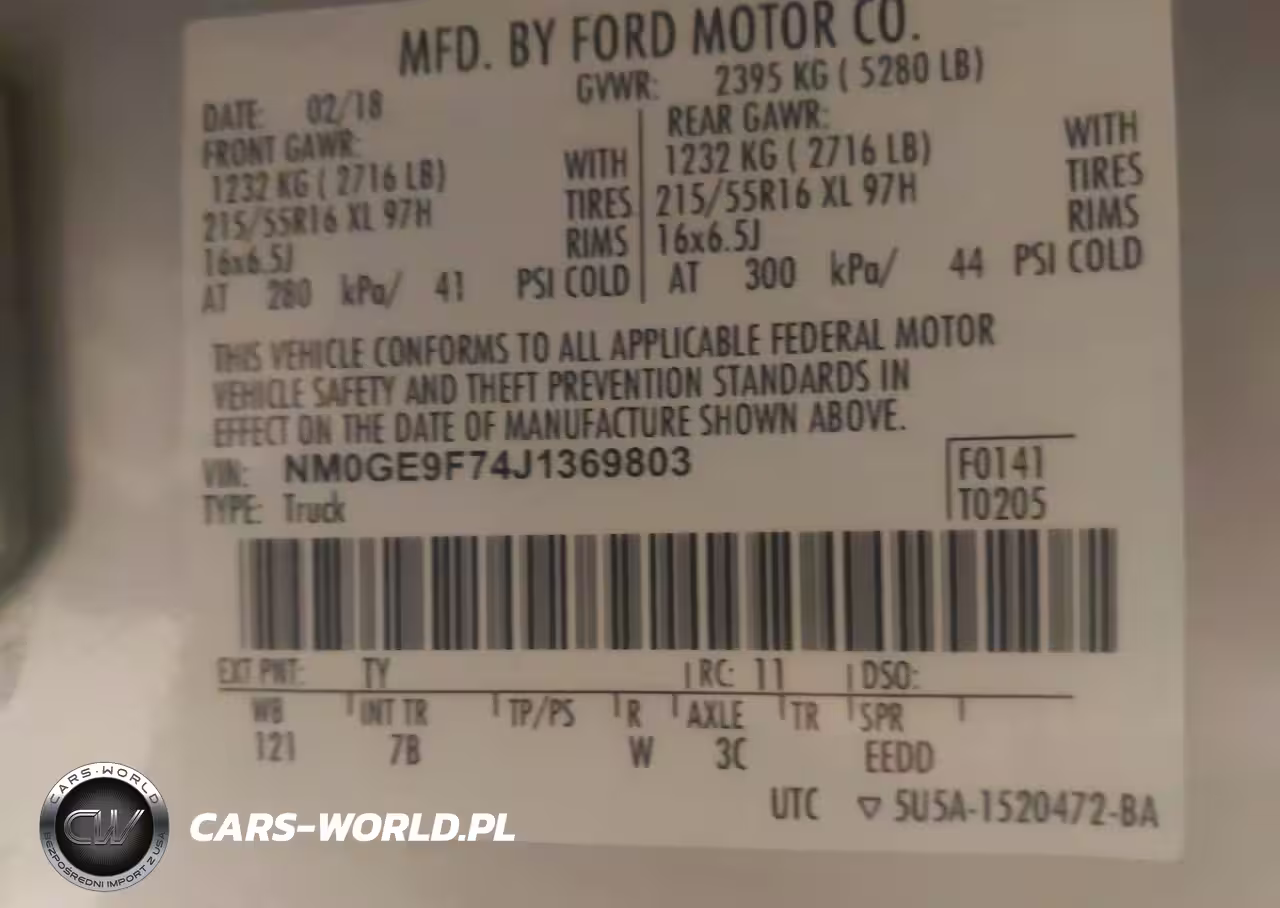 MFD. BY FORD MOTOR CO.
DATE: 02/18 GVWR: 2395 KG ( 5280 LB)
FRONT GAWR: REAR GAWR:
1232 KG ( 2716 LB) WITH 1232 KG ( 2716 LB) WITH
215/55R16 XL 97H TIRES 215/55R16 XL 97H TIRES
16x6.5J RIMS 16x6.5J RIMS
AT 280 kPa/ 41 PSI COLD AT 300 kPa/ 44 PSI COLD
THIS VEHICLE CONFORMS TO ALL APPLICABLE FEDERAL MOTOR
VEHICLE SAFETY AND THEFT PREVENTION STANDARDS IN
EFFECT ON THE DATE OF MANUFACTURE SHOWN ABOVE.
VIN: NM0GE9F74J1369803 F0141
TYPE: Truck T0205
EXT PNT: TY RC: 11 DSO:
WB INT TR TP/PS R AXLE TR SPR
121 7B W 3C EEDD
UTC ▽ 5U5A-1520472-BA
CARS-WORLD
CW
BEZPOŚREDNI IMPORT Z USA
CARS-WORLD.PL